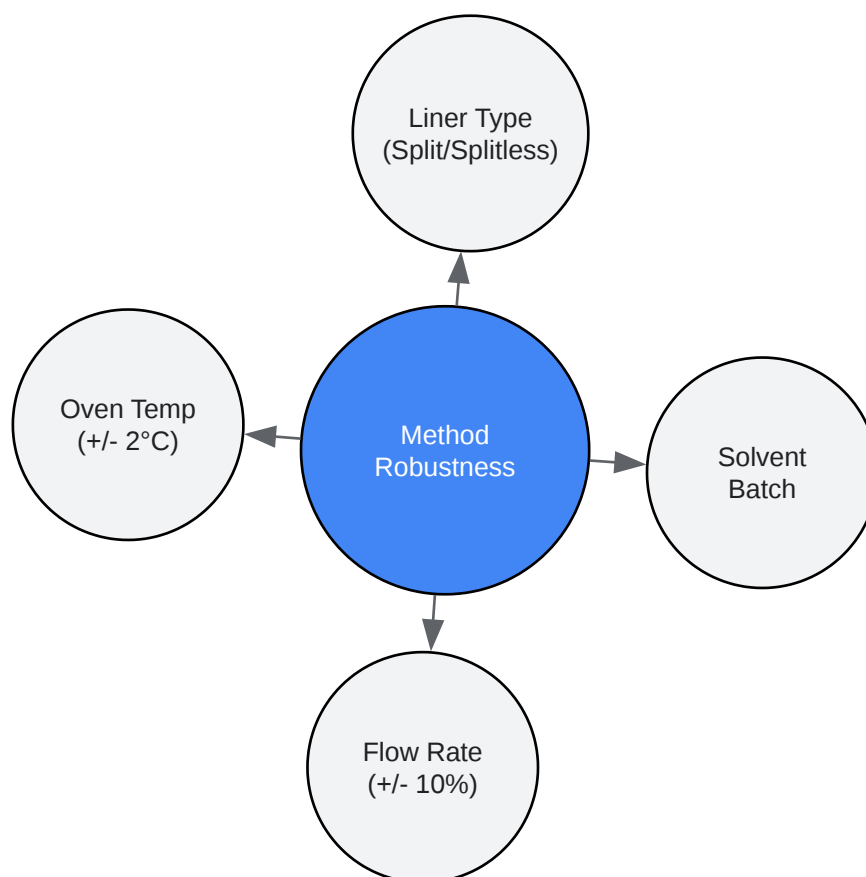 Liner Type
(Split/Splitless)
Oven Temp
(+/- 2°C)
Method
Robustness
Solvent
Batch
Flow Rate
(+/- 10%)